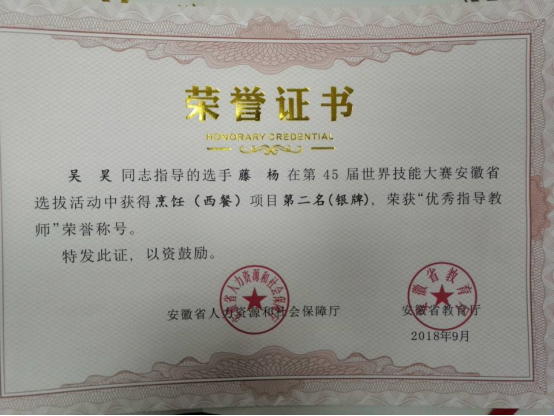 荣誉证书
HONORARY CREDENTIAL
吴 昊 同志指导的选手 藤 杨 在第 45 届世界技能大赛安徽省
选拔活动中获得 烹饪（西餐）项目 第二名(银牌)，荣获“优秀指导教
师”荣誉称号。
特发此证，以资鼓励。
安徽省人力资源和社会保障厅
安徽省教育厅
2018年9月